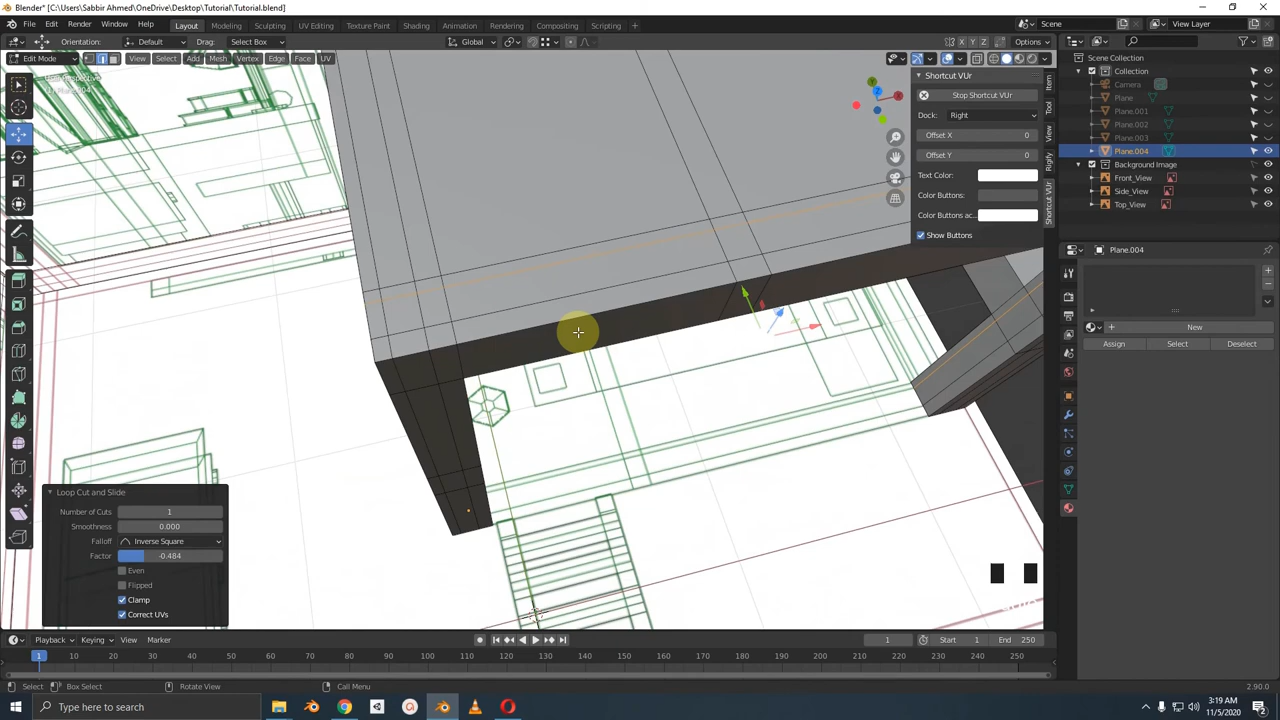 Blender* [C:\Users\Sabbir Ahmed\OneDrive\Desktop\Tutorial\Tutorial.blend]
File Edit Render Window Help
Layout Modeling Sculpting UV Editing Texture Paint Shading Animation Rendering Compositing Scripting
Scene View Layer
Orientation: Default Drag: Select Box Global X Y Z Options
Edit Mode View Select Add Mesh Vertex Edge Face UV
Shortcut VUr
Stop Shortcut VUr
Dock: Right
Offset X 0
Offset Y 0
Text Color:
Color Buttons:
Color Buttons ac...
Show Buttons
Item
Tool
View
Rigify
Shortcut VUr
Scene Collection
Collection
Camera
Plane
Plane.001
Plane.002
Plane.003
Plane.004
Background Image
Front_View
Side_View
Top_View
Plane.004
New
Assign Select Deselect
Loop Cut and Slide
Number of Cuts 1
Smoothness 0.000
Falloff Inverse Square
Factor -0.484
Even
Flipped
Clamp
Correct UVs
Playback Keying View Marker 1 Start 1 End 250
1 10 20 30 40 50 60 70 80 90 100 110 120 130 140 150 160 170 180 190 200 210 220 230 240 250
Select Box Select Rotate View Call Menu 2.90.0
Type here to search
3:19 AM
11/5/2020
2